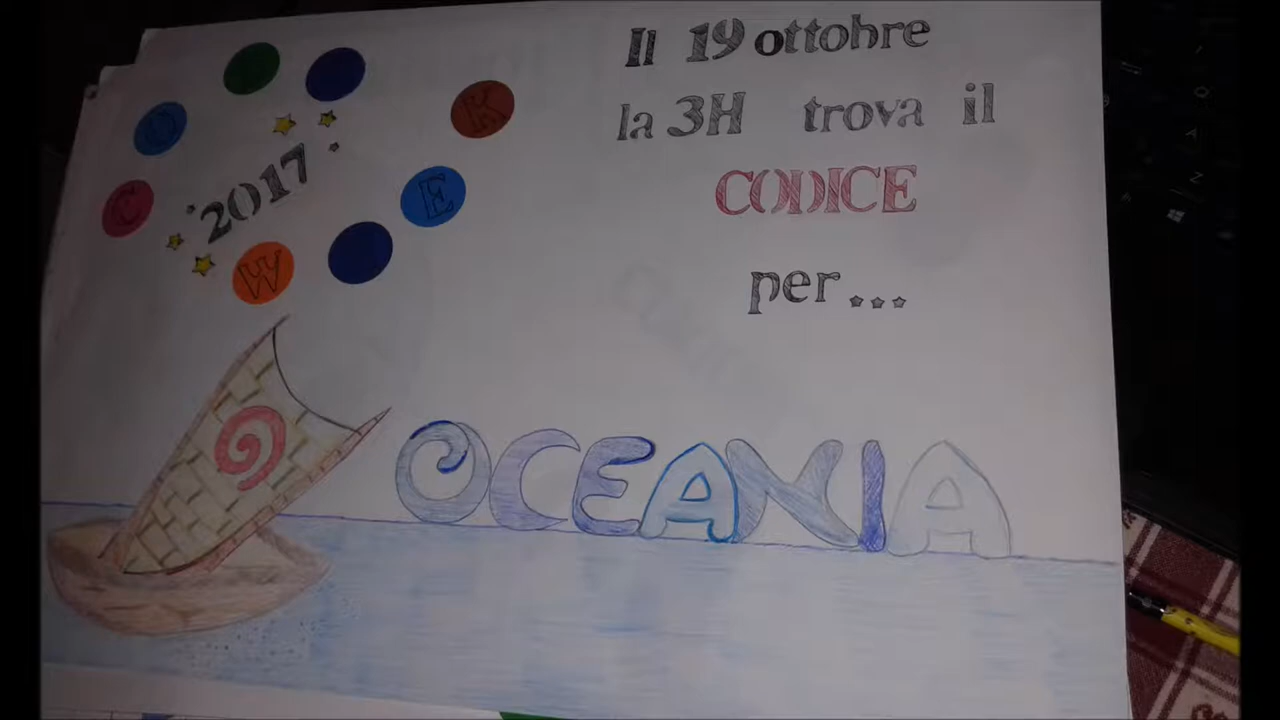 Il 19 ottobre
la 3H trova il
CODICE
per...
C O
2017
W E K
OCEANIA